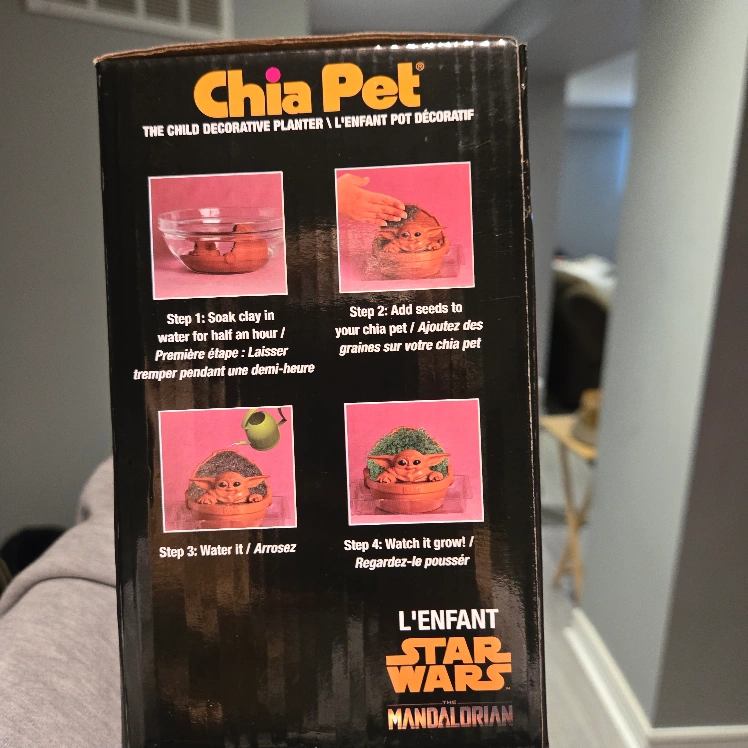 Chia Pet®
THE CHILD DECORATIVE PLANTER \ L'ENFANT POT DÉCORATIF
Step 1: Soak clay in
water for half an hour /
Première étape : Laisser
tremper pendant une demi-heure
Step 2: Add seeds to
your chia pet / Ajoutez des
graines sur votre chia pet
Step 3: Water it / Arrosez
Step 4: Watch it grow! /
Regardez-le poussér
L'ENFANT
STAR
WARS™
THE
MANDALORIAN